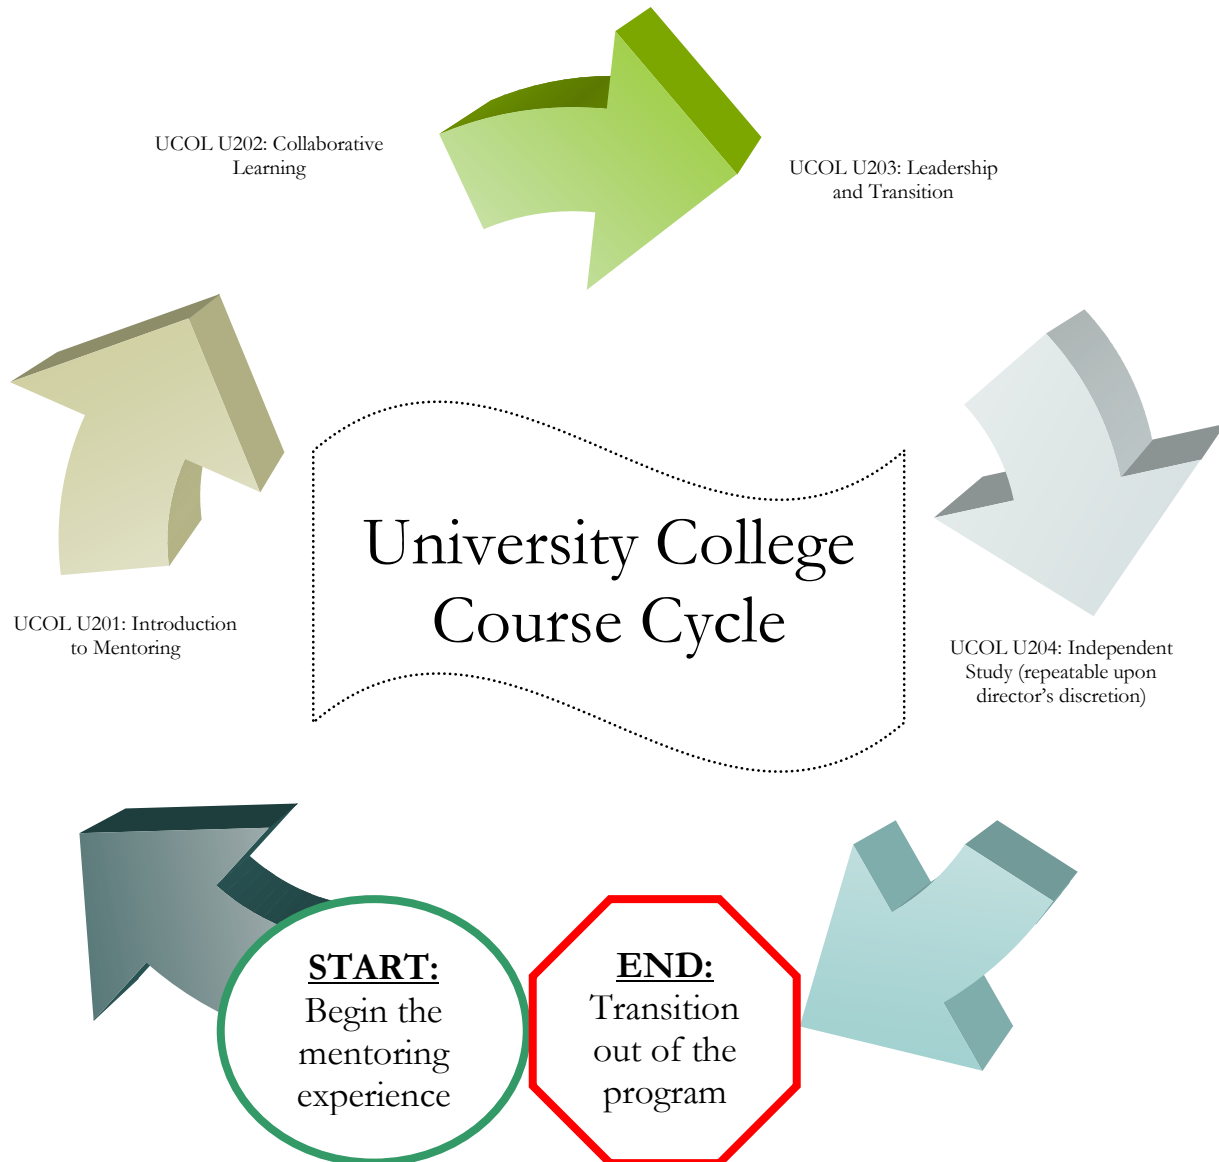 UCOL U202: Collaborative
Learning
UCOL U203: Leadership
and Transition
University College
Course Cycle
UCOL U201: Introduction
to Mentoring
UCOL U204: Independent
Study (repeatable upon
director’s discretion)
START:
Begin the
mentoring
experience
END:
Transition
out of the
program